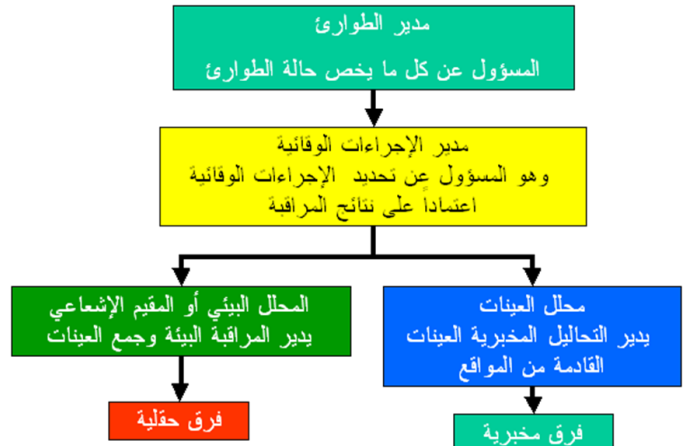 مدير الطوارئ
المسؤول عن كل ما يخص حالة الطوارئ
مدير الإجراءات الوقائية
وهو المسؤول عن تحديد الإجراءات الوقائية
اعتماداً على نتائج المراقبة
محلل العينات
يدير التحاليل المخبرية العينات
القادمة من المواقع
المحلل البيئي أو المقيم الإشعاعي
يدير المراقبة البيئة وجمع العينات
فرق مخبرية
فرق حقلية